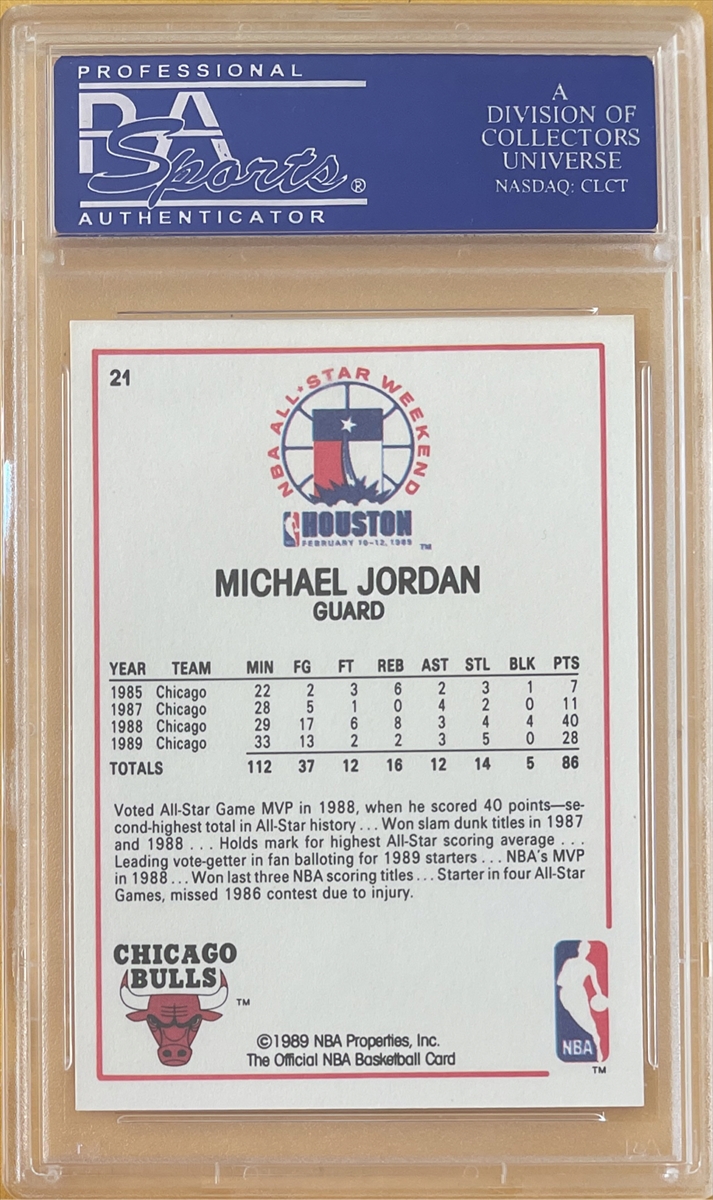 PROFESSIONAL
PSA
Sports®
AUTHENTICATOR
A
DIVISION OF
COLLECTORS
UNIVERSE
NASDAQ: CLCT
21
NBA ALL★STAR WEEKEND
HOUSTON
FEBRUARY 10-12, 1989 TM
MICHAEL JORDAN
GUARD
YEAR TEAM MIN FG FT REB AST STL BLK PTS
1985 Chicago 22 2 3 6 2 3 1 7
1987 Chicago 28 5 1 0 4 2 0 11
1988 Chicago 29 17 6 8 3 4 4 40
1989 Chicago 33 13 2 2 3 5 0 28
TOTALS 112 37 12 16 12 14 5 86
Voted All-Star Game MVP in 1988, when he scored 40 points—se-
cond-highest total in All-Star history . . . Won slam dunk titles in 1987
and 1988 . . . Holds mark for highest All-Star scoring average . . .
Leading vote-getter in fan balloting for 1989 starters . . . NBA's MVP
in 1988 . . . Won last three NBA scoring titles . . . Starter in four All-Star
Games, missed 1986 contest due to injury.
CHICAGO
BULLS
TM
©1989 NBA Properties, Inc.
The Official NBA Basketball Card
NBA
TM